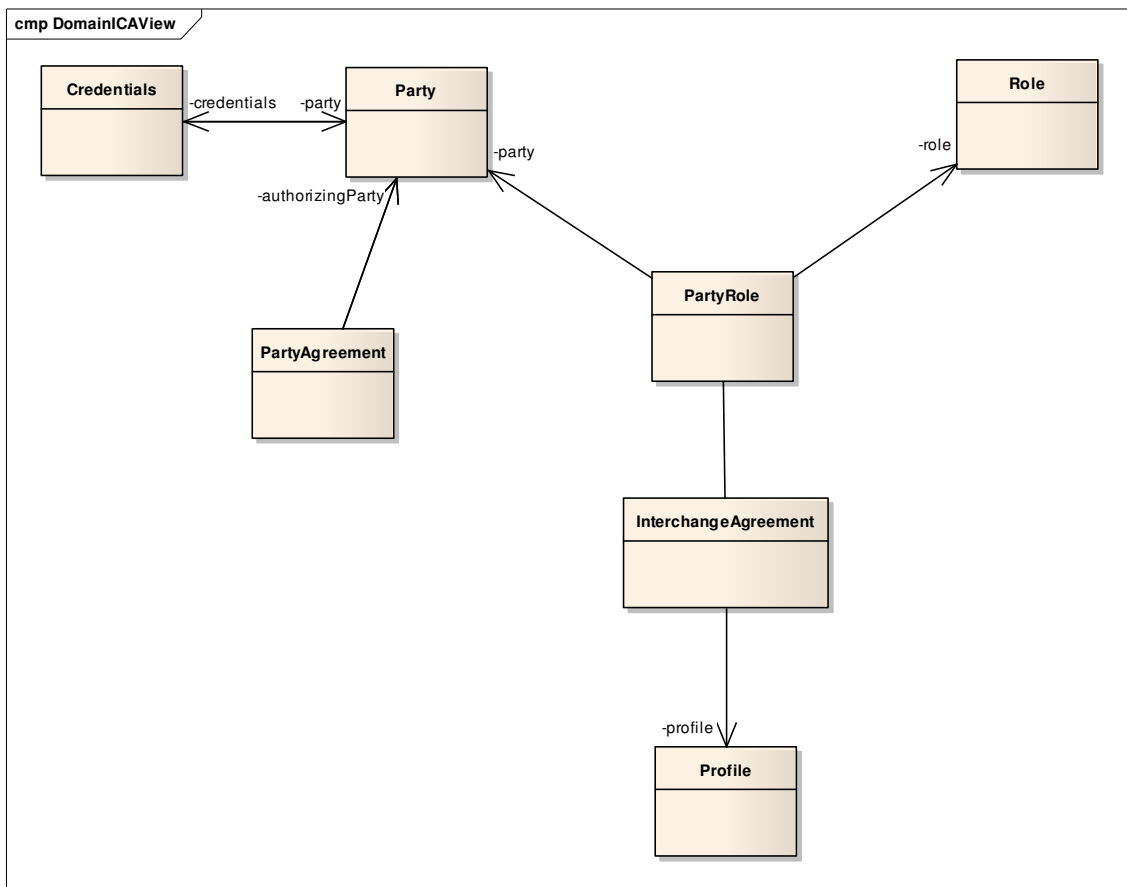 cmp DomainICAView
Credentials
-credentials
-party
Party
Role
-party
-role
-authorizingParty
PartyRole
PartyAgreement
InterchangeAgreement
-profile
Profile